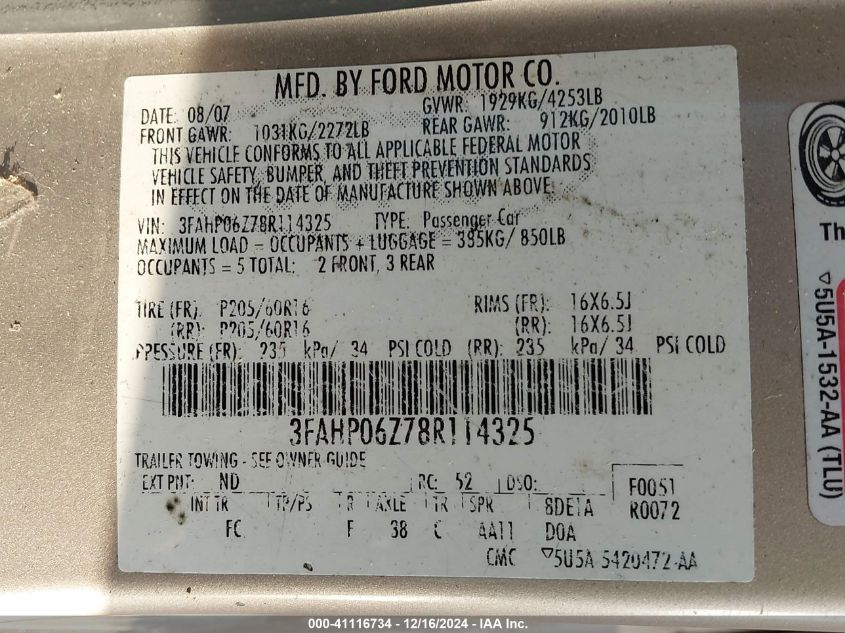 MFD. BY FORD MOTOR CO.
DATE: 08/07 GVWR: 1929KG/4253LB
FRONT GAWR: 1031KG/2272LB REAR GAWR: 912KG/2010LB
THIS VEHICLE CONFORMS TO ALL APPLICABLE FEDERAL MOTOR
VEHICLE SAFETY, BUMPER, AND THEFT PREVENTION STANDARDS
IN EFFECT ON THE DATE OF MANUFACTURE SHOWN ABOVE.
VIN: 3FAHP06Z78R114325 TYPE: Passenger Car
MAXIMUM LOAD = OCCUPANTS + LUGGAGE = 385KG/ 850LB
OCCUPANTS = 5 TOTAL: 2 FRONT, 3 REAR
TIRE (FR): P205/60R16 RIMS (FR): 16X6.5J
(RR): P205/60R16 (RR): 16X6.5J
PRESSURE (FR): 235 kPa/ 34 PSI COLD (RR): 235 kPa/ 34 PSI COLD
3FAHP06Z78R114325
TRAILER TOWING - SEE OWNER GUIDE
EXT PNT: ND RC: 52 DSO: F0051
INT TR TP/PS R AXLE TR SPR 8DE1A R0072
FC F 38 C AA11 D0A
CMC ▽5U5A-5420472-AA
Th
▽5U5A-1532-AA (TLU)
000-41116734 - 12/16/2024 - IAA Inc.